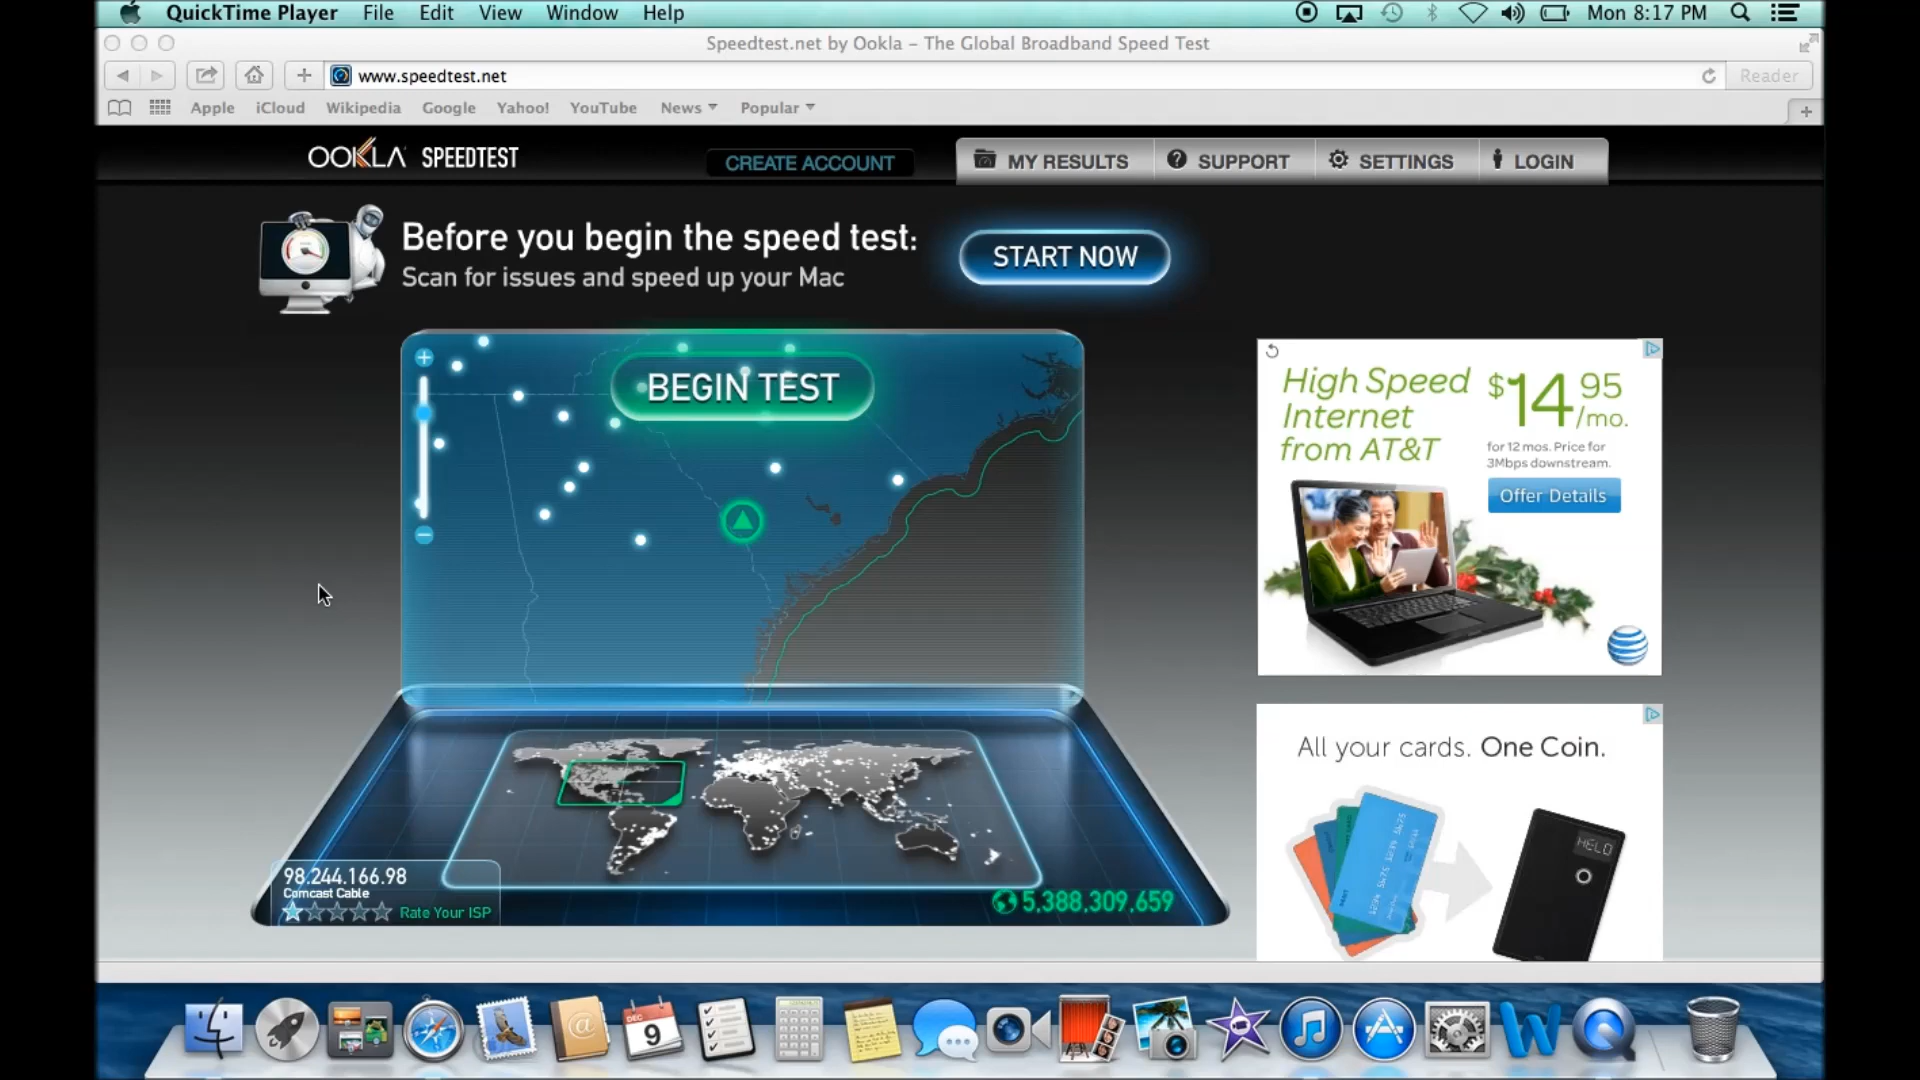 QuickTime Player File Edit View Window Help Mon 8:17 PM
Speedtest.net by Ookla – The Global Broadband Speed Test
www.speedtest.net Reader
Apple iCloud Wikipedia Google Yahoo! YouTube News Popular
OOKLA SPEEDTEST CREATE ACCOUNT MY RESULTS SUPPORT SETTINGS LOGIN
Before you begin the speed test:
Scan for issues and speed up your Mac
START NOW
BEGIN TEST
High Speed
Internet
from AT&T
$14.95
/mo.
for 12 mos. Price for
3Mbps downstream.
Offer Details
All your cards. One Coin.
HELD
98.244.166.98
Comcast Cable
Rate Your ISP
5,388,309,659
DEC
9